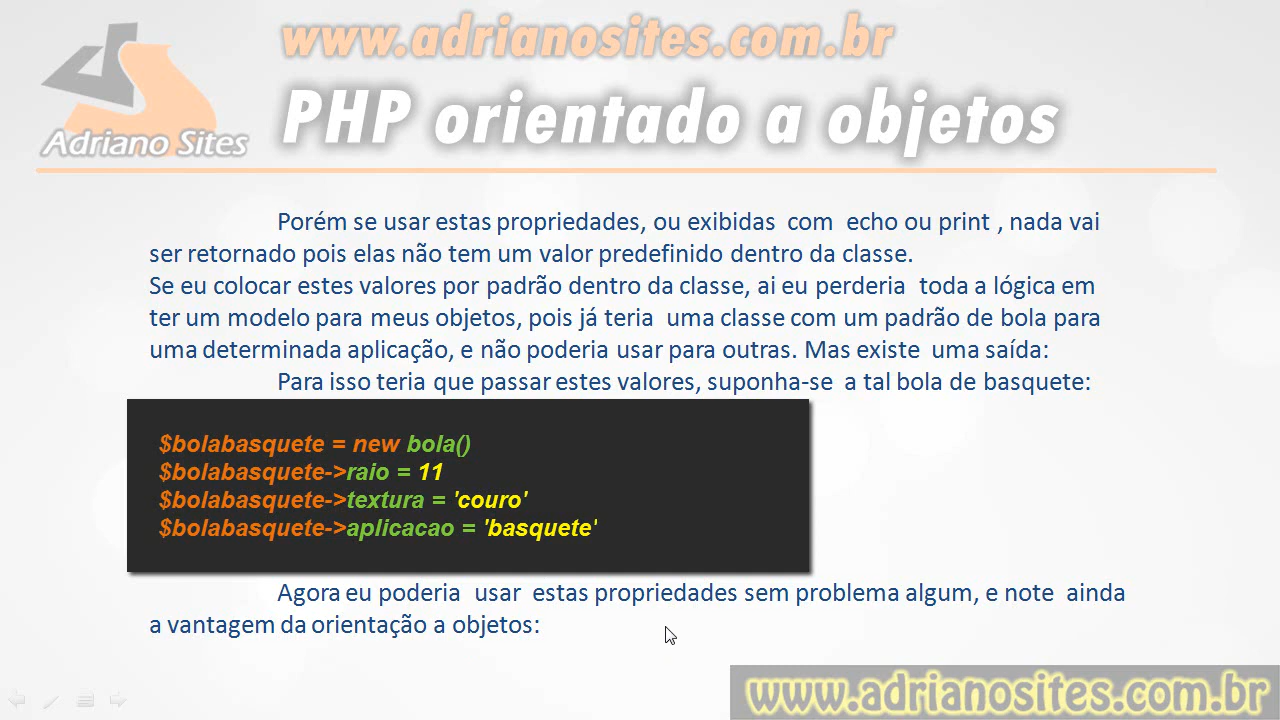 www.adrianosites.com.br
PHP orientado a objetos
Adriano Sites
Porém se usar estas propriedades, ou exibidas com echo ou print , nada vai
ser retornado pois elas não tem um valor predefinido dentro da classe.
Se eu colocar estes valores por padrão dentro da classe, ai eu perderia toda a lógica em
ter um modelo para meus objetos, pois já teria uma classe com um padrão de bola para
uma determinada aplicação, e não poderia usar para outras. Mas existe uma saída:
Para isso teria que passar estes valores, suponha-se a tal bola de basquete:
$bolabasquete = new bola()
$bolabasquete->raio = 11
$bolabasquete->textura = 'couro'
$bolabasquete->aplicacao = 'basquete'
Agora eu poderia usar estas propriedades sem problema algum, e note ainda
a vantagem da orientação a objetos:
www.adrianosites.com.br